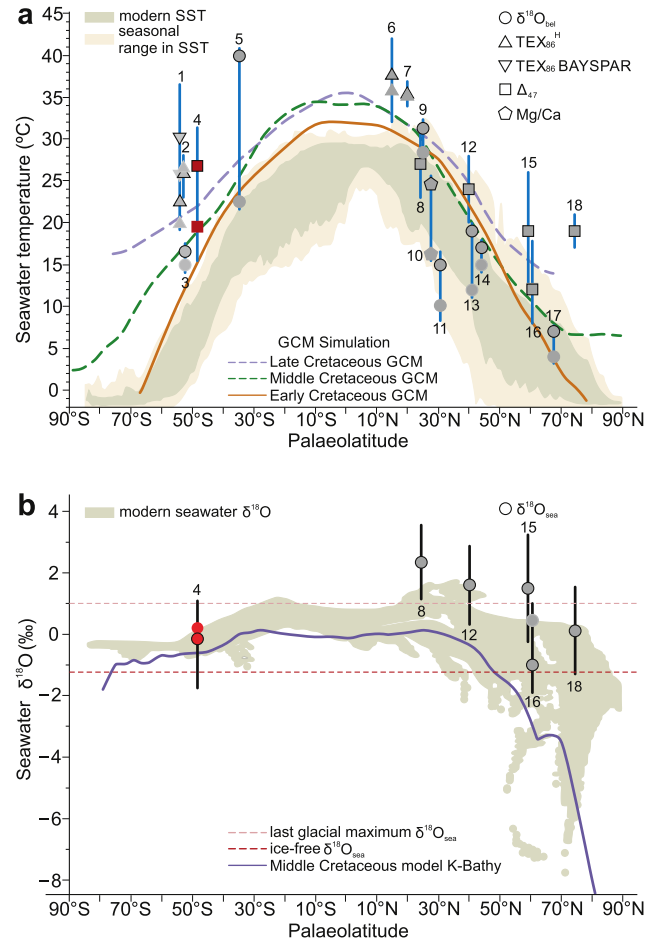 a
modern SST
seasonal
range in SST
δ¹⁸O_bel
TEX₈₆ᴴ
TEX₈₆ BAYSPAR
Δ₄₇
Mg/Ca
Seawater temperature (ºC)
45
40
35
30
25
20
15
10
5
0
1
2
3
4
5
6
7
8
9
10
11
12
13
14
15
16
17
18
GCM Simulation
Late Cretaceous GCM
Middle Cretaceous GCM
Early Cretaceous GCM
90°S 70°S 50°S 30°S 10°S 10°N 30°N 50°N 70°N 90°N
Palaeolatitude
b
modern seawater δ¹⁸O
δ¹⁸O_sea
Seawater δ¹⁸O (‰)
4
2
0
−2
−4
−6
−8
4
8
12
15
16
18
last glacial maximum δ¹⁸O_sea
ice-free δ¹⁸O_sea
Middle Cretaceous model K-Bathy
90°S 70°S 50°S 30°S 10°S 10°N 30°N 50°N 70°N 90°N
Palaeolatitude